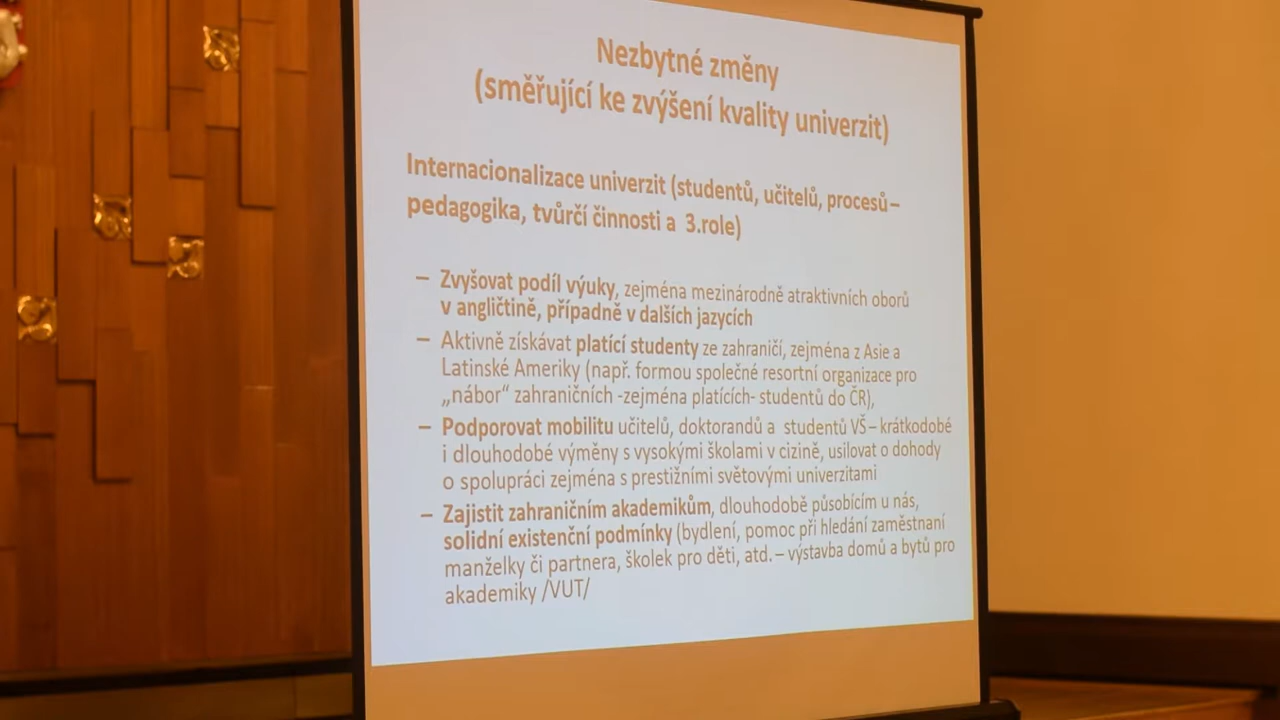 Nezbytné změny
(směřující ke zvýšení kvality univerzit)
Internacionalizace univerzit (studentů, učitelů, procesů –
pedagogika, tvůrčí činnosti a 3.role)
– Zvyšovat podíl výuky, zejména mezinárodně atraktivních oborů
v angličtině, případně v dalších jazycích
– Aktivně získávat platící studenty ze zahraničí, zejména z Asie a
Latinské Ameriky (např. formou společné resortní organizace pro
„nábor“ zahraničních -zejména platících- studentů do ČR),
– Podporovat mobilitu učitelů, doktorandů a studentů VŠ – krátkodobé
i dlouhodobé výměny s vysokými školami v cizině, usilovat o dohody
o spolupráci zejména s prestižními světovými univerzitami
– Zajistit zahraničním akademikům, dlouhodobě působícím u nás,
solidní existenční podmínky (bydlení, pomoc při hledání zaměstnaní
manželky či partnera, školek pro děti, atd. – výstavba domů a bytů pro
akademiky /VUT/